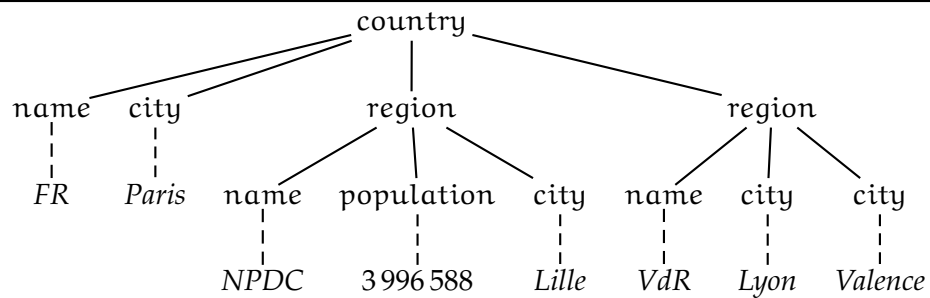 country
name city region region
FR Paris name population city name city city
NPDC 3 996 588 Lille VdR Lyon Valence